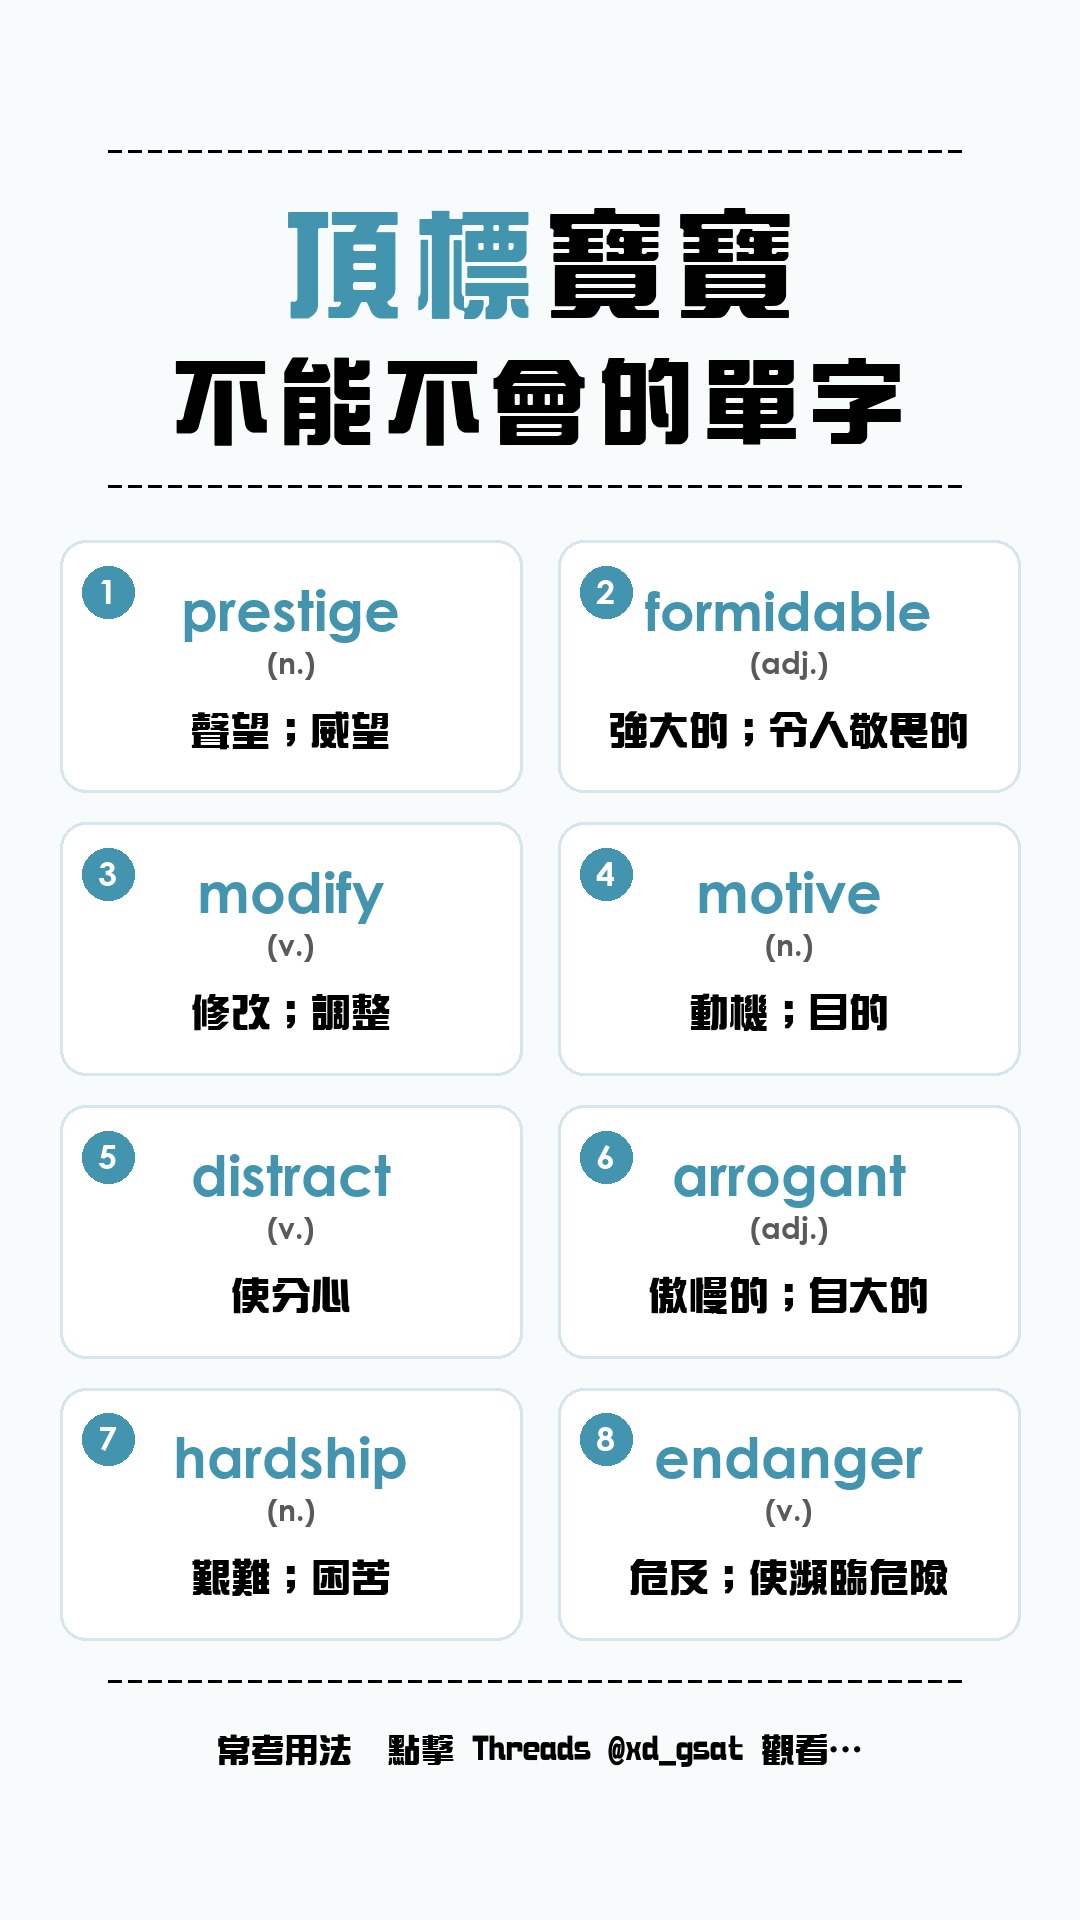 頂標寶寶
不能不會的單字
1
prestige
(n.)
聲望；威望
2
formidable
(adj.)
強大的；令人敬畏的
3
modify
(v.)
修改；調整
4
motive
(n.)
動機；目的
5
distract
(v.)
使分心
6
arrogant
(adj.)
傲慢的；自大的
7
hardship
(n.)
艱難；困苦
8
endanger
(v.)
危及；使瀕臨危險
常考用法　點擊 Threads @xd_gsat 觀看…